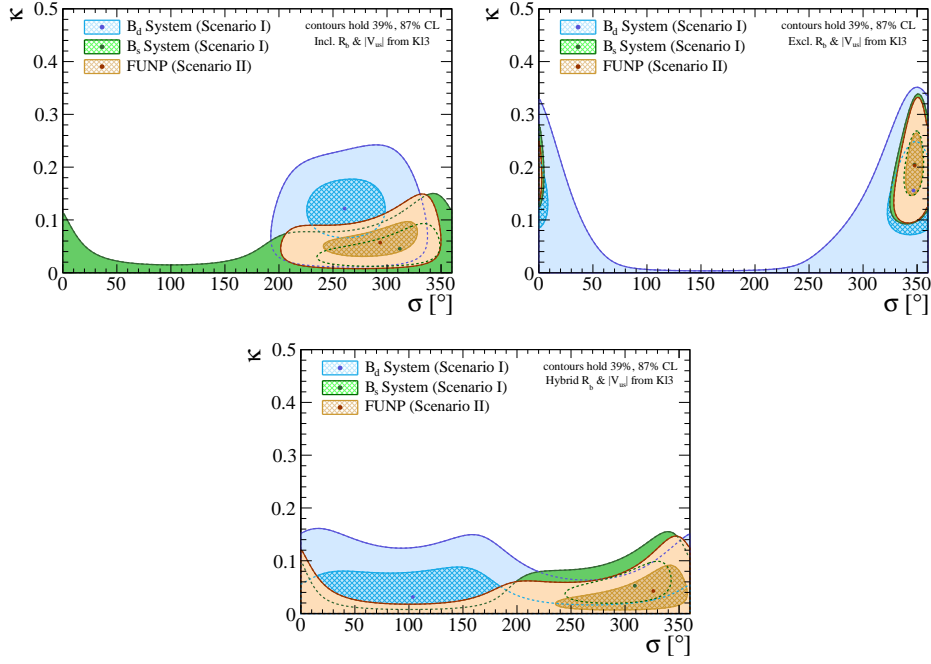 κ
0.5
0.4
0.3
0.2
0.1
0
B_d System (Scenario I)
B_s System (Scenario I)
FUNP (Scenario II)
contours hold 39%, 87% CL
Incl. R_b & |V_us| from Kl3
0 50 100 150 200 250 300 350
σ [°]
κ
0.5
0.4
0.3
0.2
0.1
0
B_d System (Scenario I)
B_s System (Scenario I)
FUNP (Scenario II)
contours hold 39%, 87% CL
Excl. R_b & |V_us| from Kl3
0 50 100 150 200 250 300 350
σ [°]
κ
0.5
0.4
0.3
0.2
0.1
0
B_d System (Scenario I)
B_s System (Scenario I)
FUNP (Scenario II)
contours hold 39%, 87% CL
Hybrid R_b & |V_us| from Kl3
0 50 100 150 200 250 300 350
σ [°]